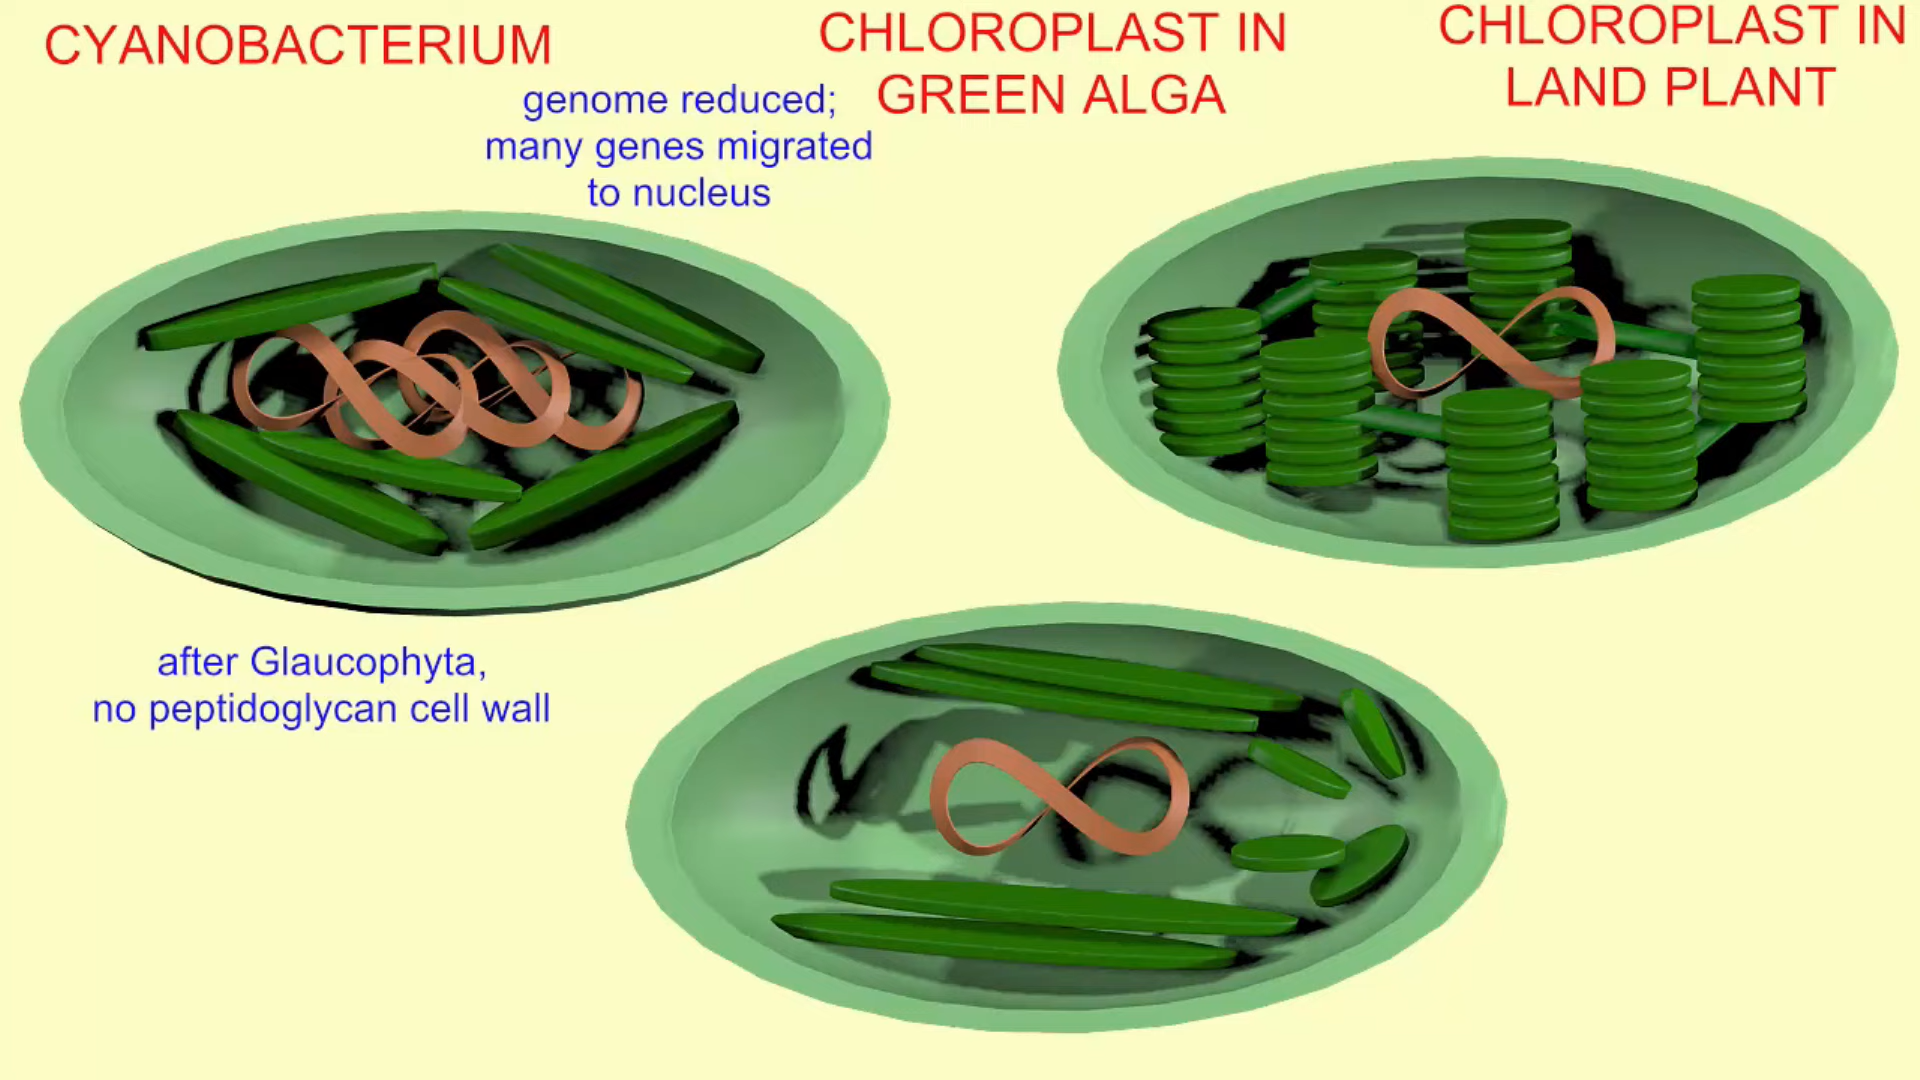 CYANOBACTERIUM
genome reduced;
many genes migrated
to nucleus
CHLOROPLAST IN
GREEN ALGA
CHLOROPLAST IN
LAND PLANT
after Glaucophyta,
no peptidoglycan cell wall